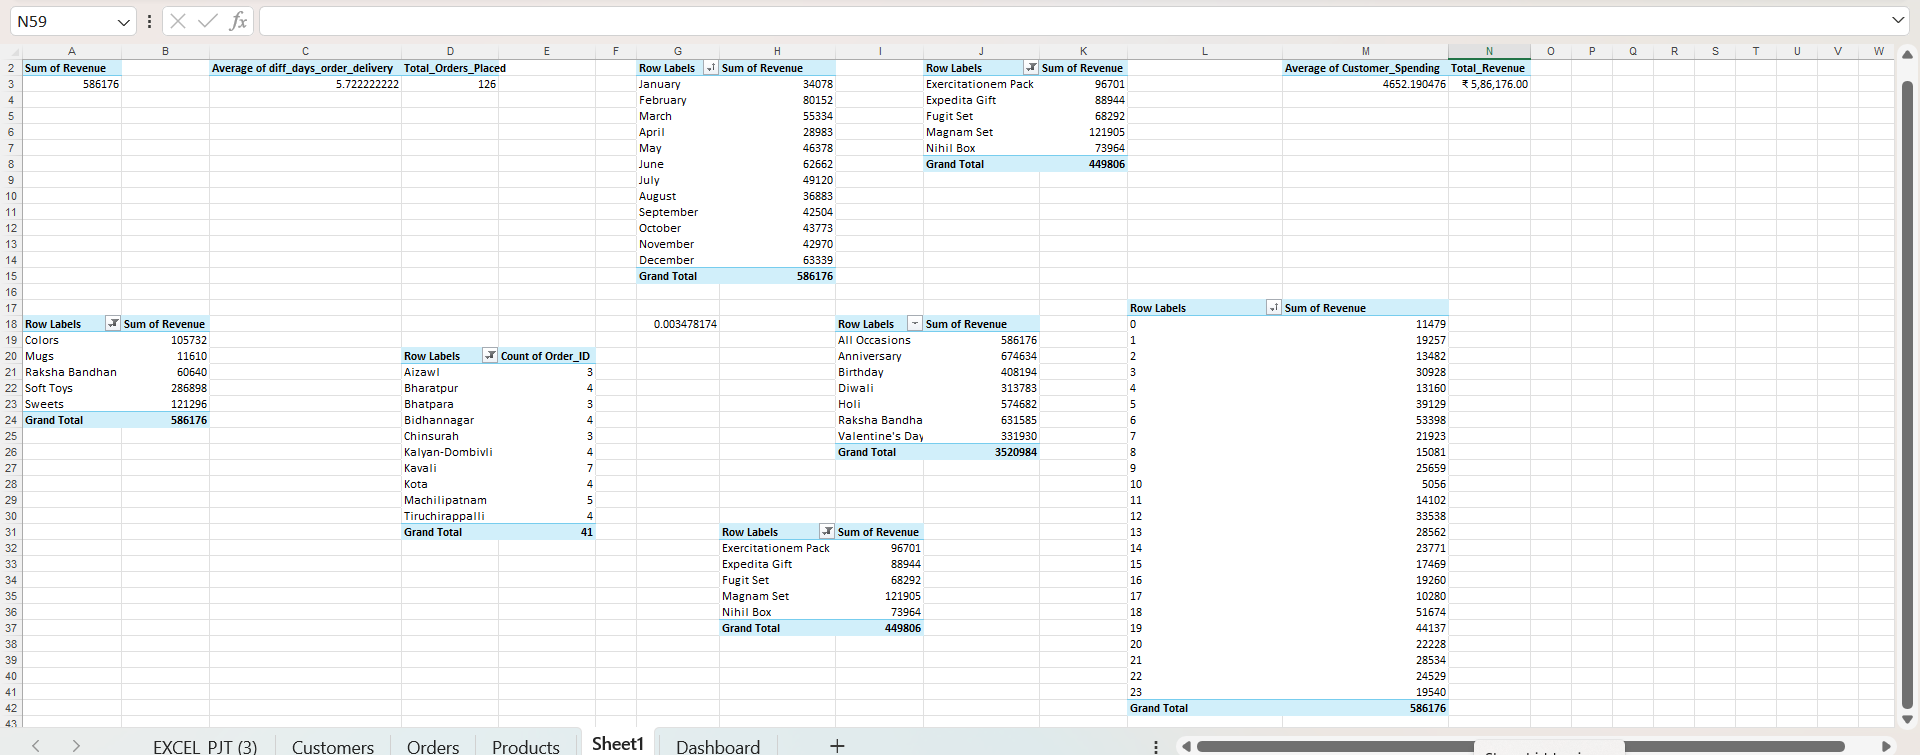 N59 fx
A B C D E F G H I J K L M N O P Q R S T U V W
2 Sum of Revenue Average of diff_days_order_delivery Total_Orders_Placed Row Labels Sum of Revenue Row Labels Sum of Revenue Average of Customer_Spending Total_Revenue
3 586176 5.722222222 126 January 34078 Exercitationem Pack 96701 4652.190476 ₹ 5,86,176.00
4 February 80152 Expedita Gift 88944
5 March 55334 Fugit Set 68292
6 April 28983 Magnam Set 121905
7 May 46378 Nihil Box 73964
8 June 62662 Grand Total 449806
9 July 49120
10 August 36883
11 September 42504
12 October 43773
13 November 42970
14 December 63339
15 Grand Total 586176
16
17 Row Labels Sum of Revenue
18 Row Labels Sum of Revenue 0.003478174 Row Labels Sum of Revenue 0 11479
19 Colors 105732 All Occasions 586176 1 19257
20 Mugs 11610 Row Labels Count of Order_ID Anniversary 674634 2 13482
21 Raksha Bandhan 60640 Aizawl 3 Birthday 408194 3 30928
22 Soft Toys 286898 Bharatpur 4 Diwali 313783 4 13160
23 Sweets 121296 Bhatpara 3 Holi 574682 5 39129
24 Grand Total 586176 Bidhannagar 4 Raksha Bandha 631585 6 53398
25 Chinsurah 3 Valentine's Day 331930 7 21923
26 Kalyan-Dombivli 4 Grand Total 3520984 8 15081
27 Kavali 7 9 25659
28 Kota 4 10 5056
29 Machilipatnam 5 11 14102
30 Tiruchirappalli 4 12 33538
31 Grand Total 41 Row Labels Sum of Revenue 13 28562
32 Exercitationem Pack 96701 14 23771
33 Expedita Gift 88944 15 17469
34 Fugit Set 68292 16 19260
35 Magnam Set 121905 17 10280
36 Nihil Box 73964 18 51674
37 Grand Total 449806 19 44137
38 20 22228
39 21 28534
40 22 24529
41 23 19540
42 Grand Total 586176
43
EXCEL PJT (3) Customers Orders Products Sheet1 Dashboard +